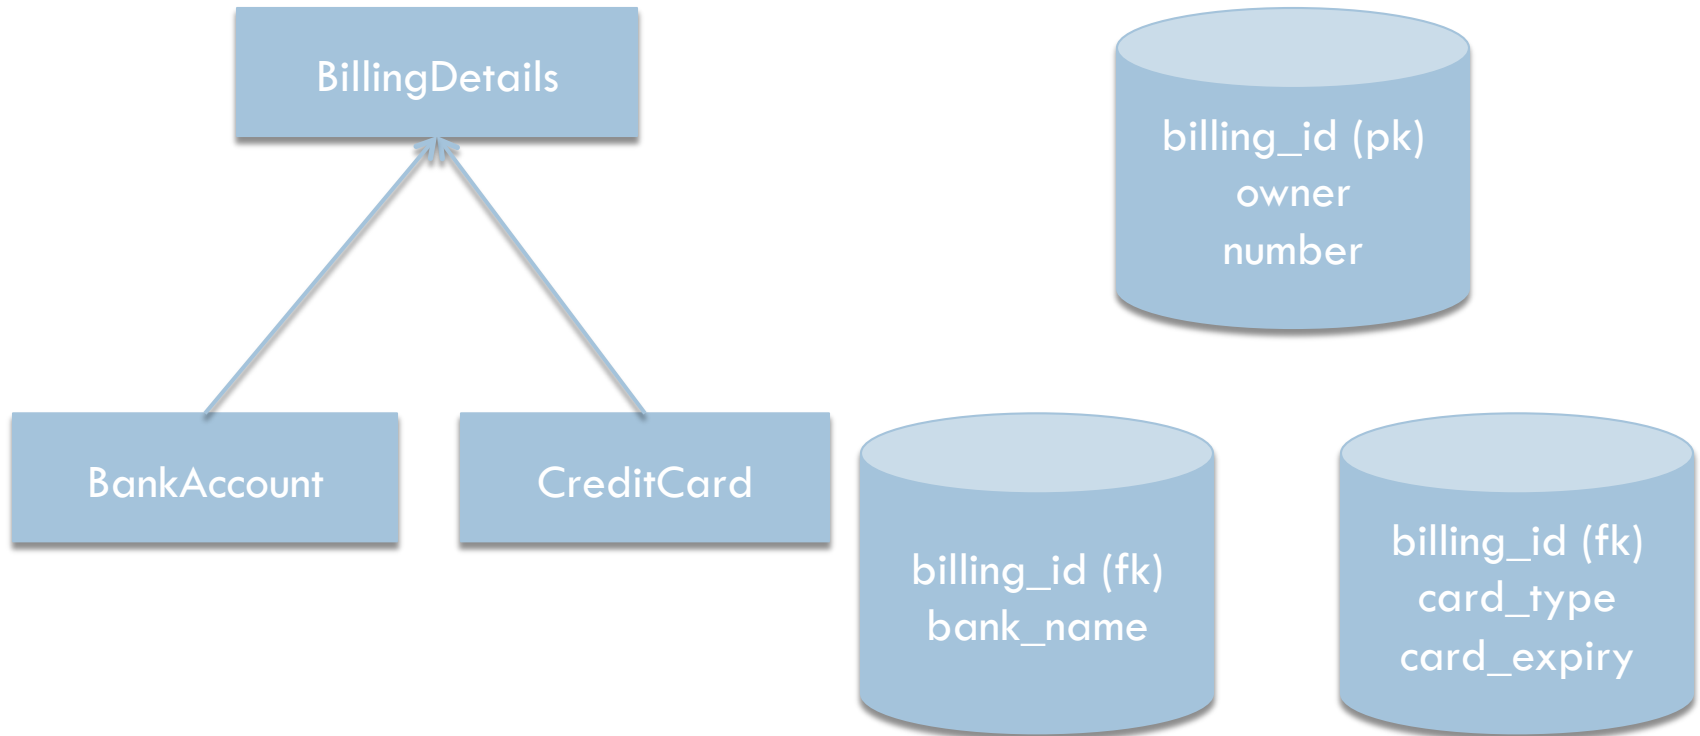 BillingDetails
billing_id (pk)
owner
number
BankAccount
CreditCard
billing_id (fk)
bank_name
billing_id (fk)
card_type
card_expiry